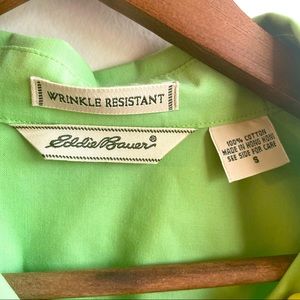 WRINKLE RESISTANT
Eddie Bauer®
100% COTTON
MADE IN HONG KONG
SEE SIDE FOR CARE
S